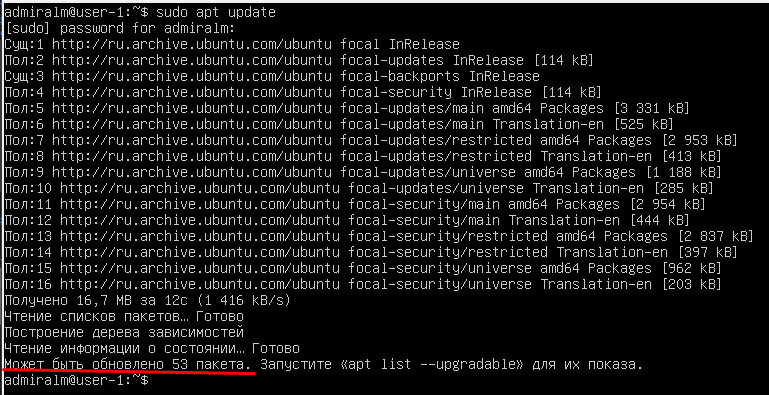 admiralm@user-1:~$ sudo apt update
[sudo] password for admiralm:
Сущ:1 http://ru.archive.ubuntu.com/ubuntu focal InRelease
Пол:2 http://ru.archive.ubuntu.com/ubuntu focal-updates InRelease [114 kB]
Сущ:3 http://ru.archive.ubuntu.com/ubuntu focal-backports InRelease
Пол:4 http://ru.archive.ubuntu.com/ubuntu focal-security InRelease [114 kB]
Пол:5 http://ru.archive.ubuntu.com/ubuntu focal-updates/main amd64 Packages [3 331 kB]
Пол:6 http://ru.archive.ubuntu.com/ubuntu focal-updates/main Translation-en [525 kB]
Пол:7 http://ru.archive.ubuntu.com/ubuntu focal-updates/restricted amd64 Packages [2 953 kB]
Пол:8 http://ru.archive.ubuntu.com/ubuntu focal-updates/restricted Translation-en [413 kB]
Пол:9 http://ru.archive.ubuntu.com/ubuntu focal-updates/universe amd64 Packages [1 188 kB]
Пол:10 http://ru.archive.ubuntu.com/ubuntu focal-updates/universe Translation-en [285 kB]
Пол:11 http://ru.archive.ubuntu.com/ubuntu focal-security/main amd64 Packages [2 954 kB]
Пол:12 http://ru.archive.ubuntu.com/ubuntu focal-security/main Translation-en [444 kB]
Пол:13 http://ru.archive.ubuntu.com/ubuntu focal-security/restricted amd64 Packages [2 837 kB]
Пол:14 http://ru.archive.ubuntu.com/ubuntu focal-security/restricted Translation-en [397 kB]
Пол:15 http://ru.archive.ubuntu.com/ubuntu focal-security/universe amd64 Packages [962 kB]
Пол:16 http://ru.archive.ubuntu.com/ubuntu focal-security/universe Translation-en [203 kB]
Получено 16,7 MB за 12с (1 416 kB/s)
Чтение списков пакетов… Готово
Построение дерева зависимостей
Чтение информации о состоянии… Готово
Может быть обновлено 53 пакета. Запустите «apt list --upgradable» для их показа.
admiralm@user-1:~$